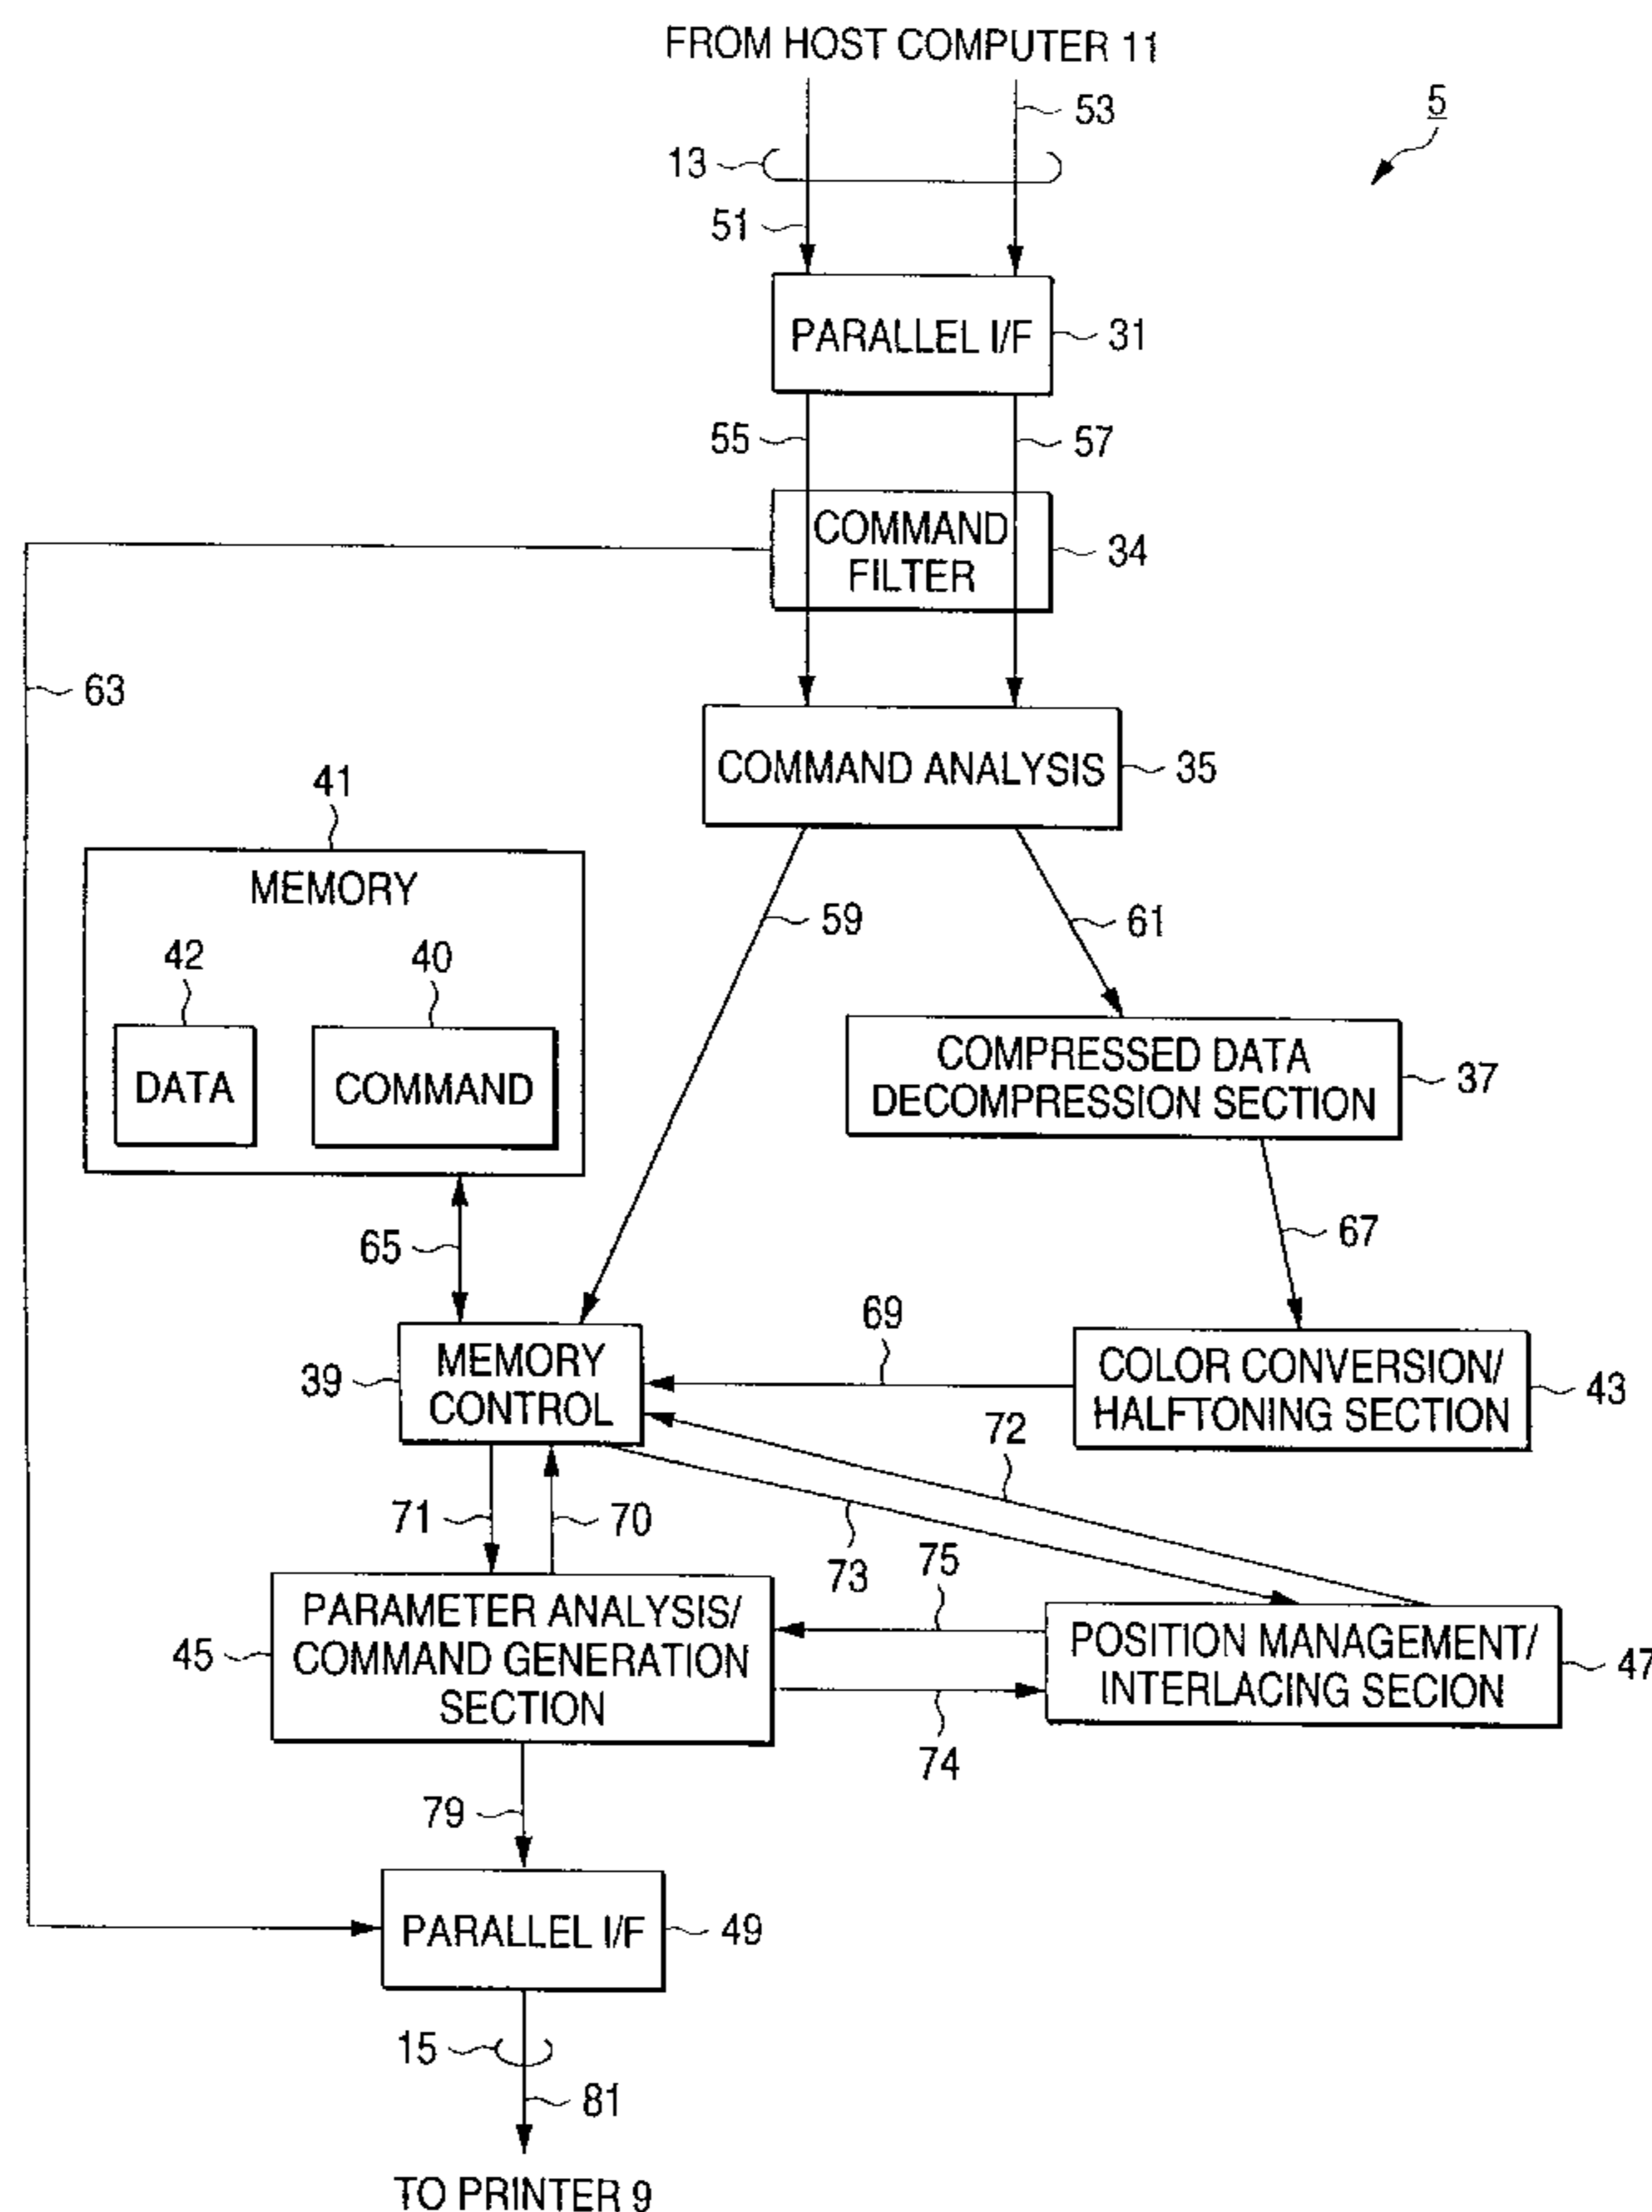 FROM HOST COMPUTER 11
5
53
13
51
PARALLEL I/F
31
55
57
COMMAND
FILTER
34
63
COMMAND ANALYSIS
35
41
MEMORY
59
61
42
40
DATA
COMMAND
COMPRESSED DATA
DECOMPRESSION SECTION
37
65
67
69
39
MEMORY
CONTROL
COLOR CONVERSION/
HALFTONING SECTION
43
72
71
70
73
75
45
PARAMETER ANALYSIS/
COMMAND GENERATION
SECTION
POSITION MANAGEMENT/
INTERLACING SECION
47
74
79
PARALLEL I/F
49
15
81
TO PRINTER 9